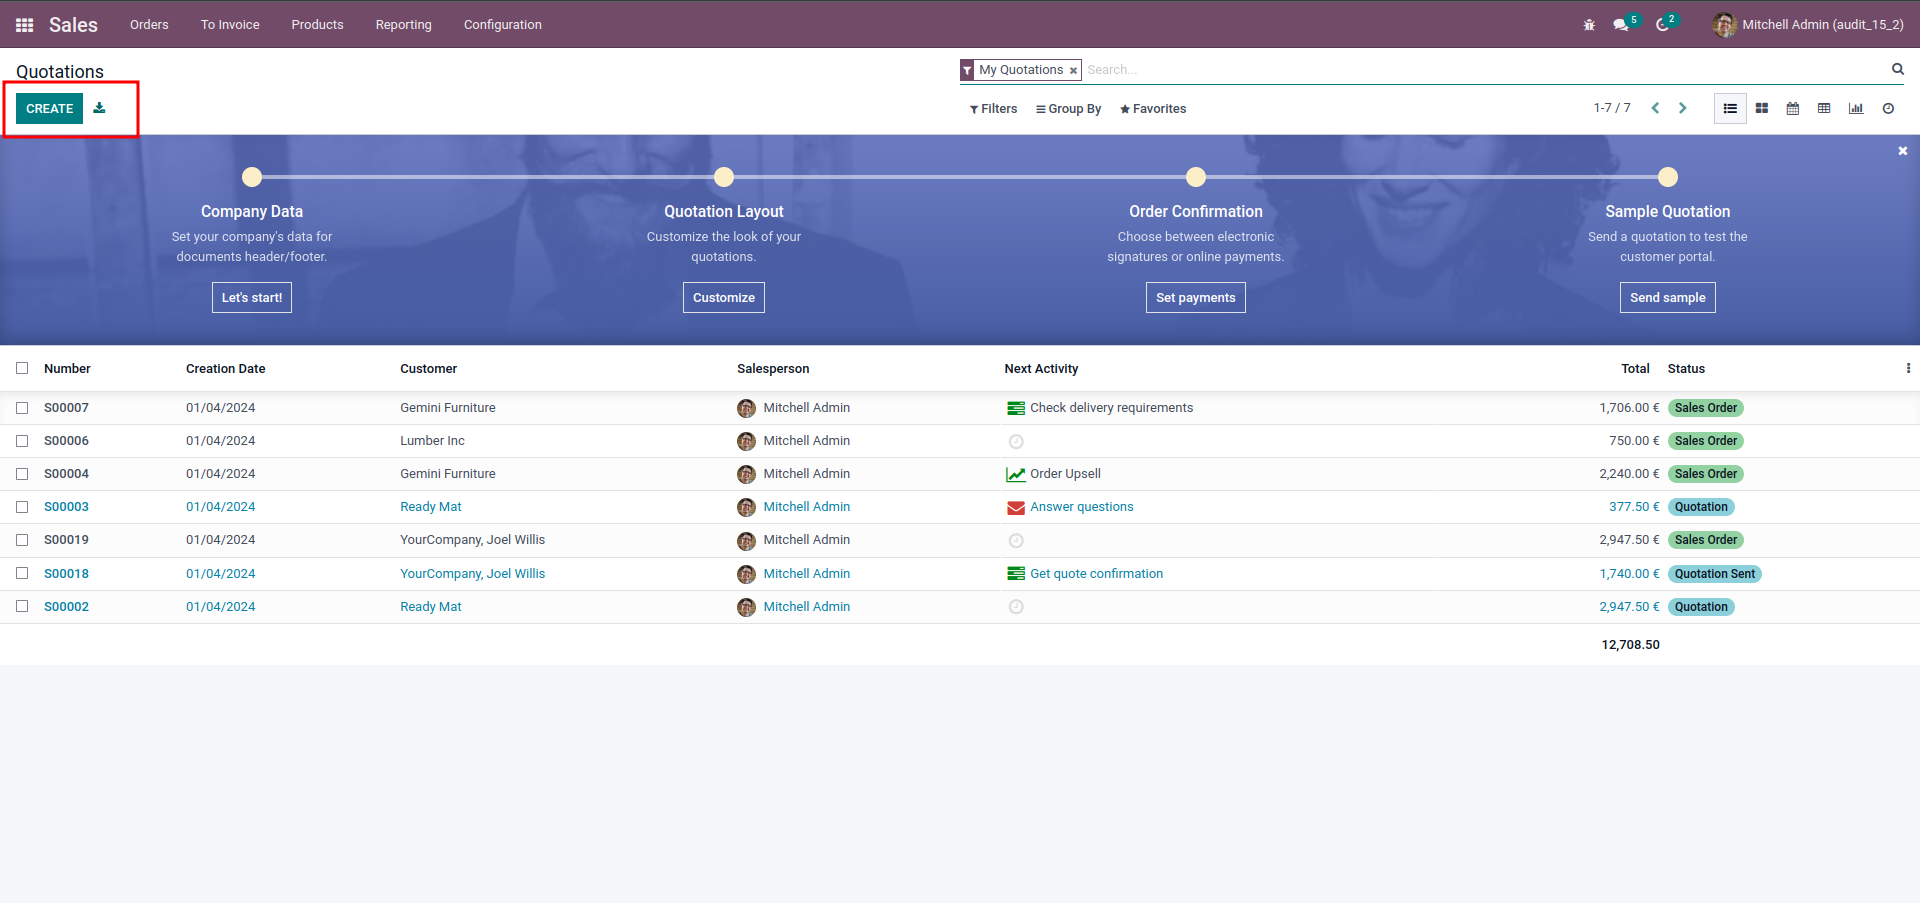 Sales Orders To Invoice Products Reporting Configuration 5 2 Mitchell Admin (audit_15_2)
Quotations My Quotations Search...
CREATE Filters Group By Favorites 1-7 / 7
Company Data Quotation Layout Order Confirmation Sample Quotation
Set your company's data for Customize the look of your Choose between electronic Send a quotation to test the
documents header/footer. quotations. signatures or online payments. customer portal.
Let's start! Customize Set payments Send sample
Number Creation Date Customer Salesperson Next Activity Total Status
S00007 01/04/2024 Gemini Furniture Mitchell Admin Check delivery requirements 1,706.00 € Sales Order
S00006 01/04/2024 Lumber Inc Mitchell Admin 750.00 € Sales Order
S00004 01/04/2024 Gemini Furniture Mitchell Admin Order Upsell 2,240.00 € Sales Order
S00003 01/04/2024 Ready Mat Mitchell Admin Answer questions 377.50 € Quotation
S00019 01/04/2024 YourCompany, Joel Willis Mitchell Admin 2,947.50 € Sales Order
S00018 01/04/2024 YourCompany, Joel Willis Mitchell Admin Get quote confirmation 1,740.00 € Quotation Sent
S00002 01/04/2024 Ready Mat Mitchell Admin 2,947.50 € Quotation
12,708.50